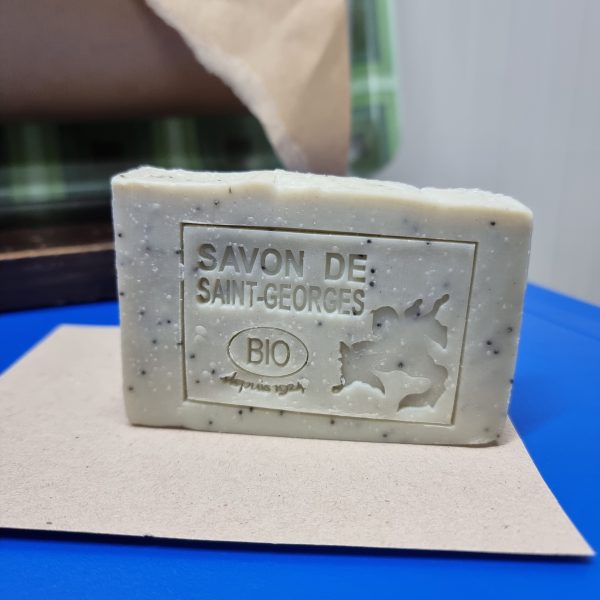 SAVON DE
SAINT-GEORGES
BIO
depuis 1924